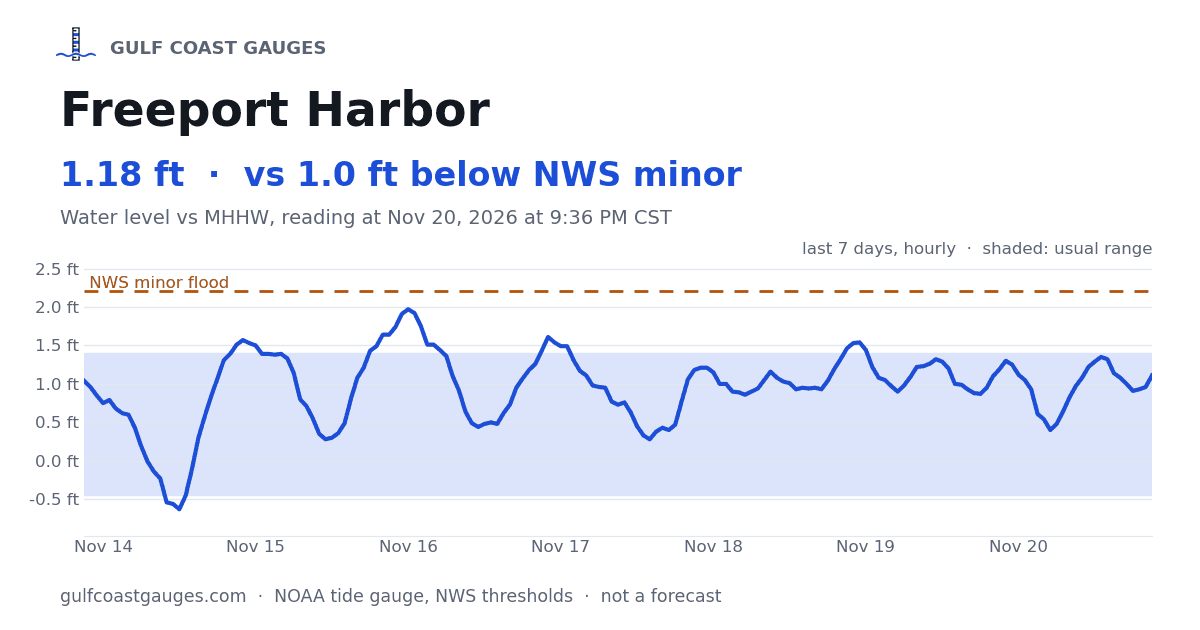 GULF COAST GAUGES
Freeport Harbor
1.18 ft · vs 1.0 ft below NWS minor
Water level vs MHHW, reading at Nov 20, 2026 at 9:36 PM CST
last 7 days, hourly · shaded: usual range
2.5 ft
NWS minor flood
2.0 ft
1.5 ft
1.0 ft
0.5 ft
0.0 ft
-0.5 ft
Nov 14 Nov 15 Nov 16 Nov 17 Nov 18 Nov 19 Nov 20
gulfcoastgauges.com · NOAA tide gauge, NWS thresholds · not a forecast